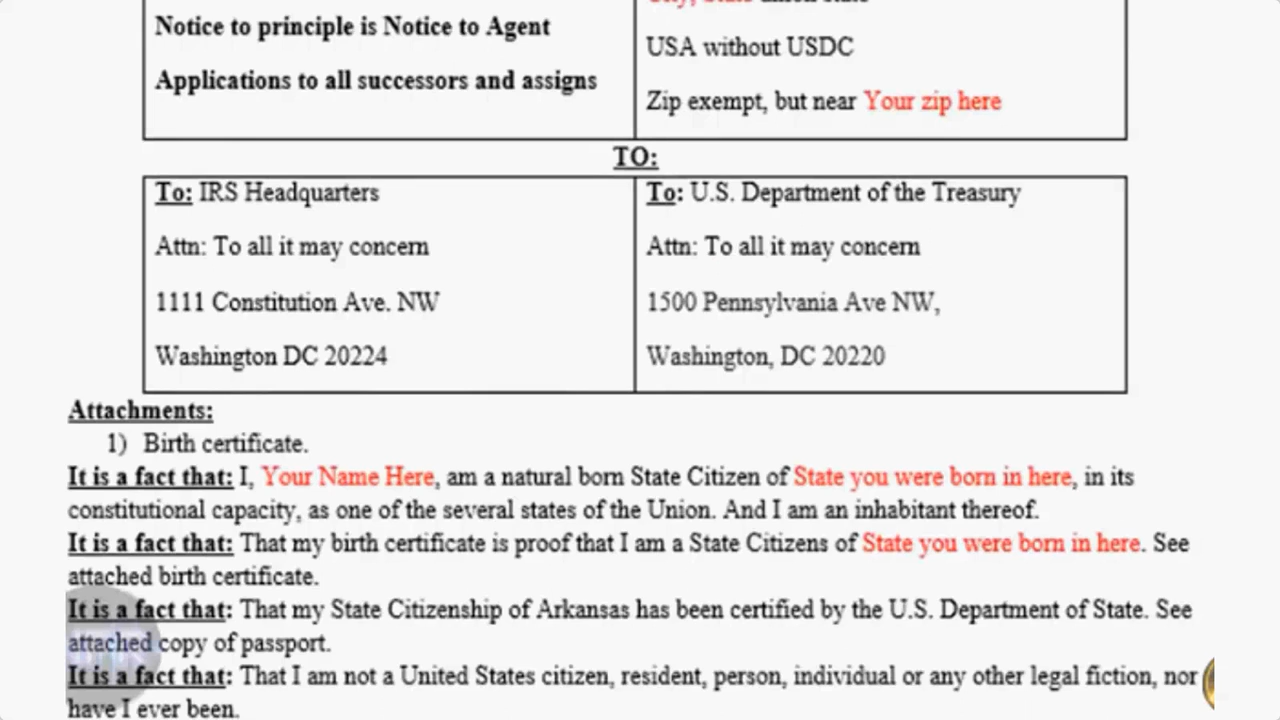 Notice to principle is Notice to Agent
Applications to all successors and assigns
USA without USDC
Zip exempt, but near Your zip here
TO:
To: IRS Headquarters
Attn: To all it may concern
1111 Constitution Ave. NW
Washington DC 20224
To: U.S. Department of the Treasury
Attn: To all it may concern
1500 Pennsylvania Ave NW,
Washington, DC 20220
Attachments:
1) Birth certificate.
It is a fact that: I, Your Name Here, am a natural born State Citizen of State you were born in here, in its
constitutional capacity, as one of the several states of the Union. And I am an inhabitant thereof.
It is a fact that: That my birth certificate is proof that I am a State Citizens of State you were born in here. See
attached birth certificate.
It is a fact that: That my State Citizenship of Arkansas has been certified by the U.S. Department of State. See
attached copy of passport.
It is a fact that: That I am not a United States citizen, resident, person, individual or any other legal fiction, nor
have I ever been.